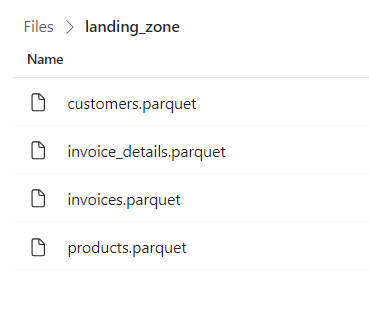 Files > landing_zone
Name
customers.parquet
invoice_details.parquet
invoices.parquet
products.parquet